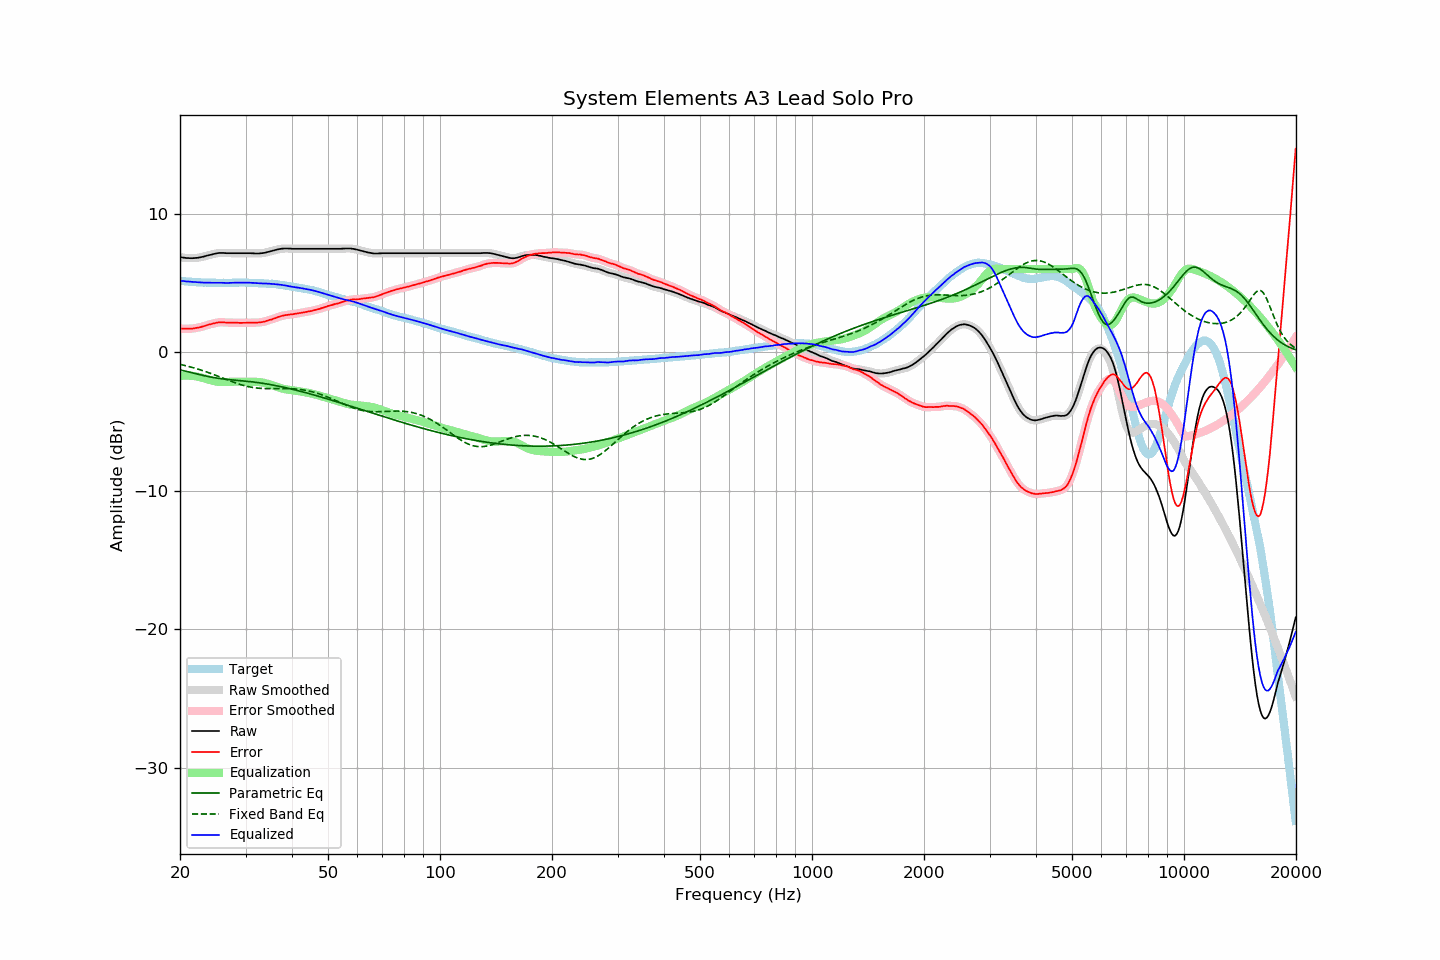 System Elements A3 Lead Solo Pro
10
0
−10
−20
−30
Amplitude (dBr)
Target
Raw Smoothed
Error Smoothed
Raw
Error
Equalization
Parametric Eq
Fixed Band Eq
Equalized
20 50 100 200 500 1000 2000 5000 10000 20000
Frequency (Hz)